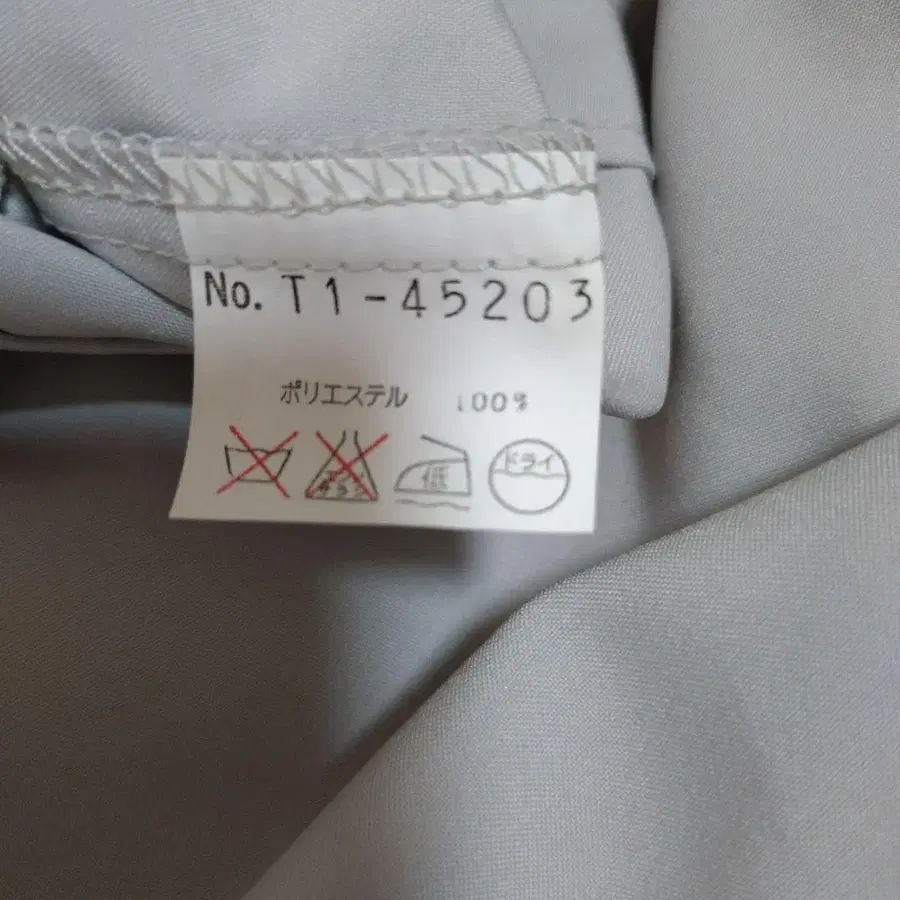 No. T1-45203
ポリエステル 100%
低 ドライ